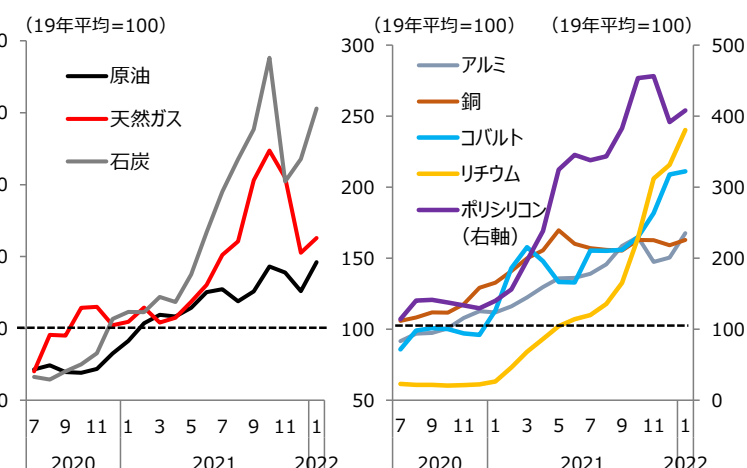 （19年平均=100）
原油
天然ガス
石炭
0
0
0
0
0
0
7 9 11 1 3 5 7 9 11 1
2020 2021 2022
（19年平均=100） （19年平均=100）
アルミ
銅
コバルト
リチウム
ポリシリコン
（右軸）
300 500
250 400
200 300
150 200
100 100
50 0
7 9 11 1 3 5 7 9 11 1
2020 2021 2022